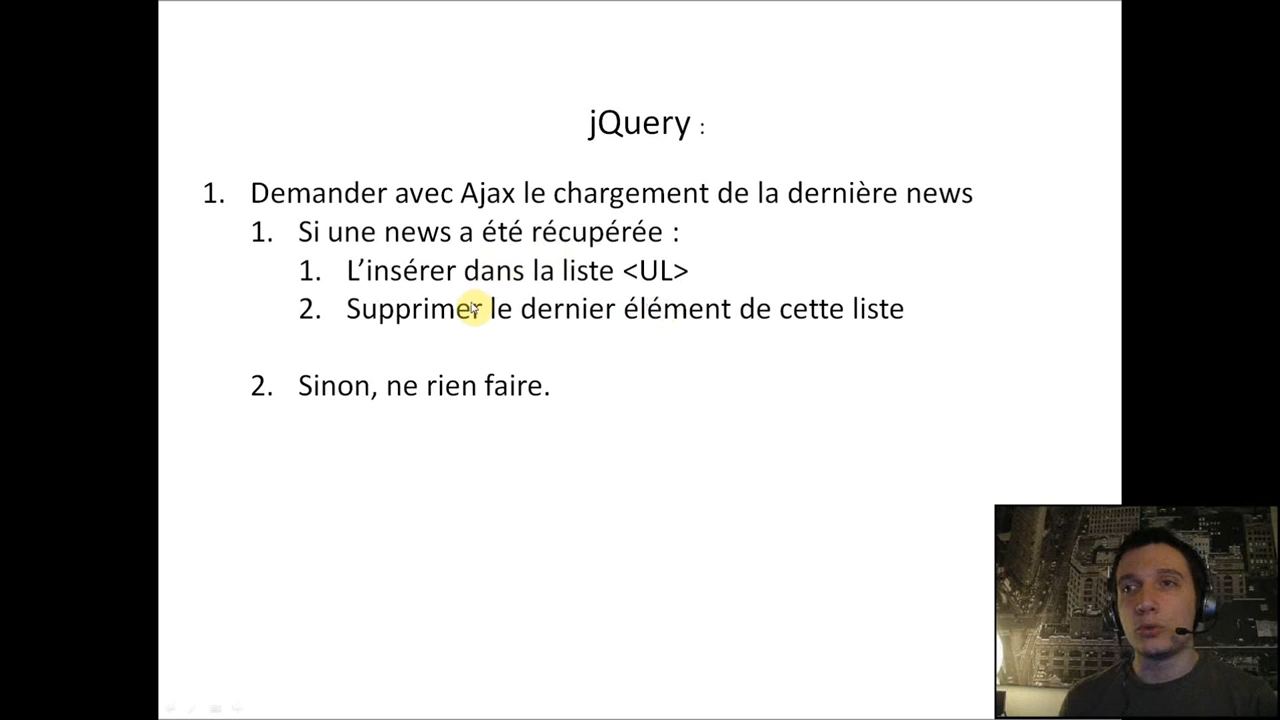 jQuery :
1. Demander avec Ajax le chargement de la dernière news
1. Si une news a été récupérée :
1. L’insérer dans la liste <UL>
2. Supprimer le dernier élément de cette liste
2. Sinon, ne rien faire.